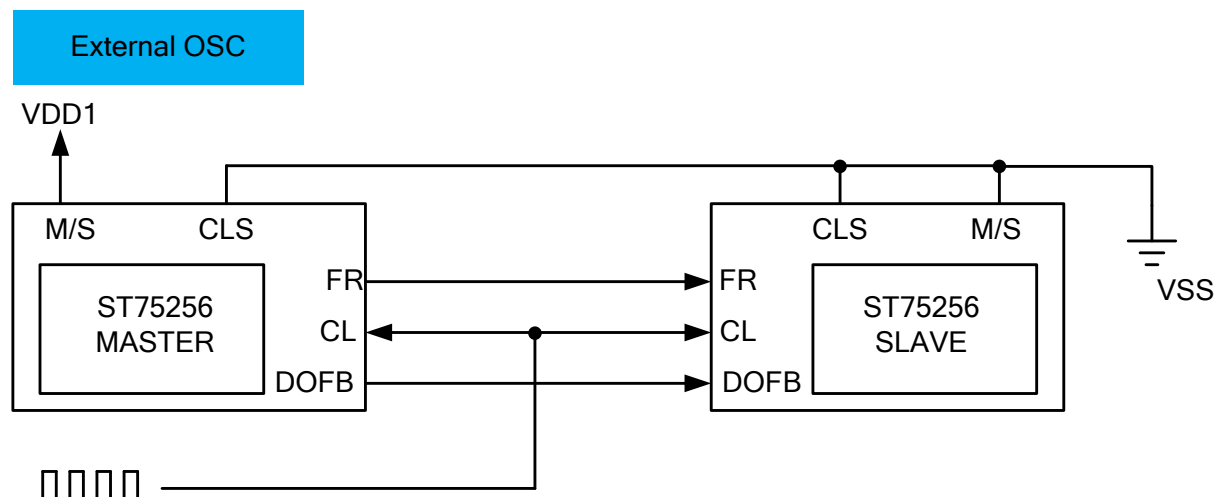 External OSC
VDD1
M/S CLS
CLS M/S
FR
FR
VSS
ST75256
MASTER
CL
CL
ST75256
SLAVE
DOFB
DOFB